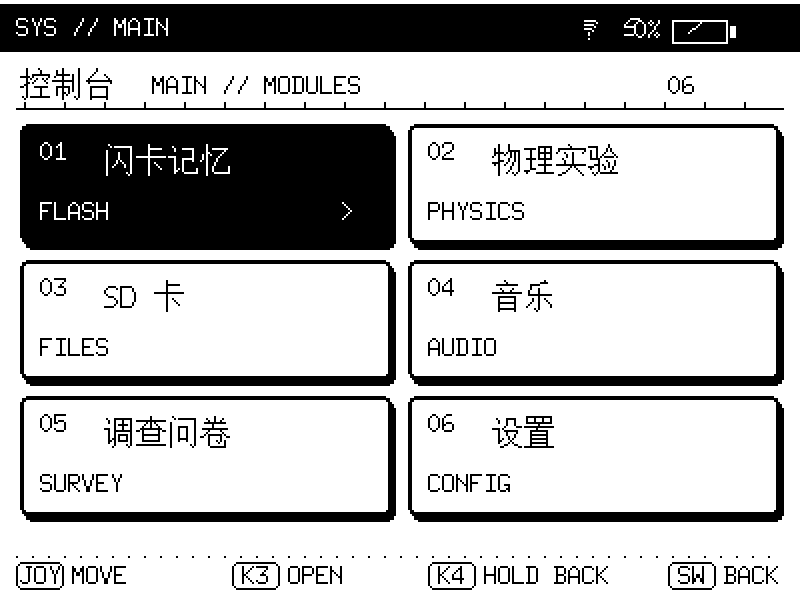 SYS // MAIN 50%
控制台 MAIN // MODULES 06
01 闪卡记忆
FLASH >
02 物理实验
PHYSICS
03 SD 卡
FILES
04 音乐
AUDIO
05 调查问卷
SURVEY
06 设置
CONFIG
JOY MOVE K3 OPEN K4 HOLD BACK SW BACK